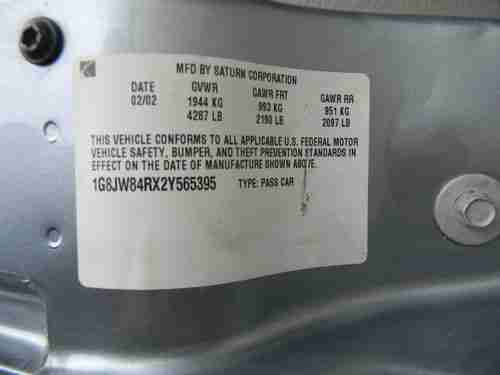 MFD BY SATURN CORPORATION
DATE GVWR GAWR FRT GAWR RR
02/02 1944 KG 993 KG 951 KG
4287 LB 2190 LB 2097 LB
THIS VEHICLE CONFORMS TO ALL APPLICABLE U.S. FEDERAL MOTOR
VEHICLE SAFETY, BUMPER, AND THEFT PREVENTION STANDARDS IN
EFFECT ON THE DATE OF MANUFACTURE SHOWN ABOVE.
1G8JW84RX2Y565395 TYPE: PASS CAR